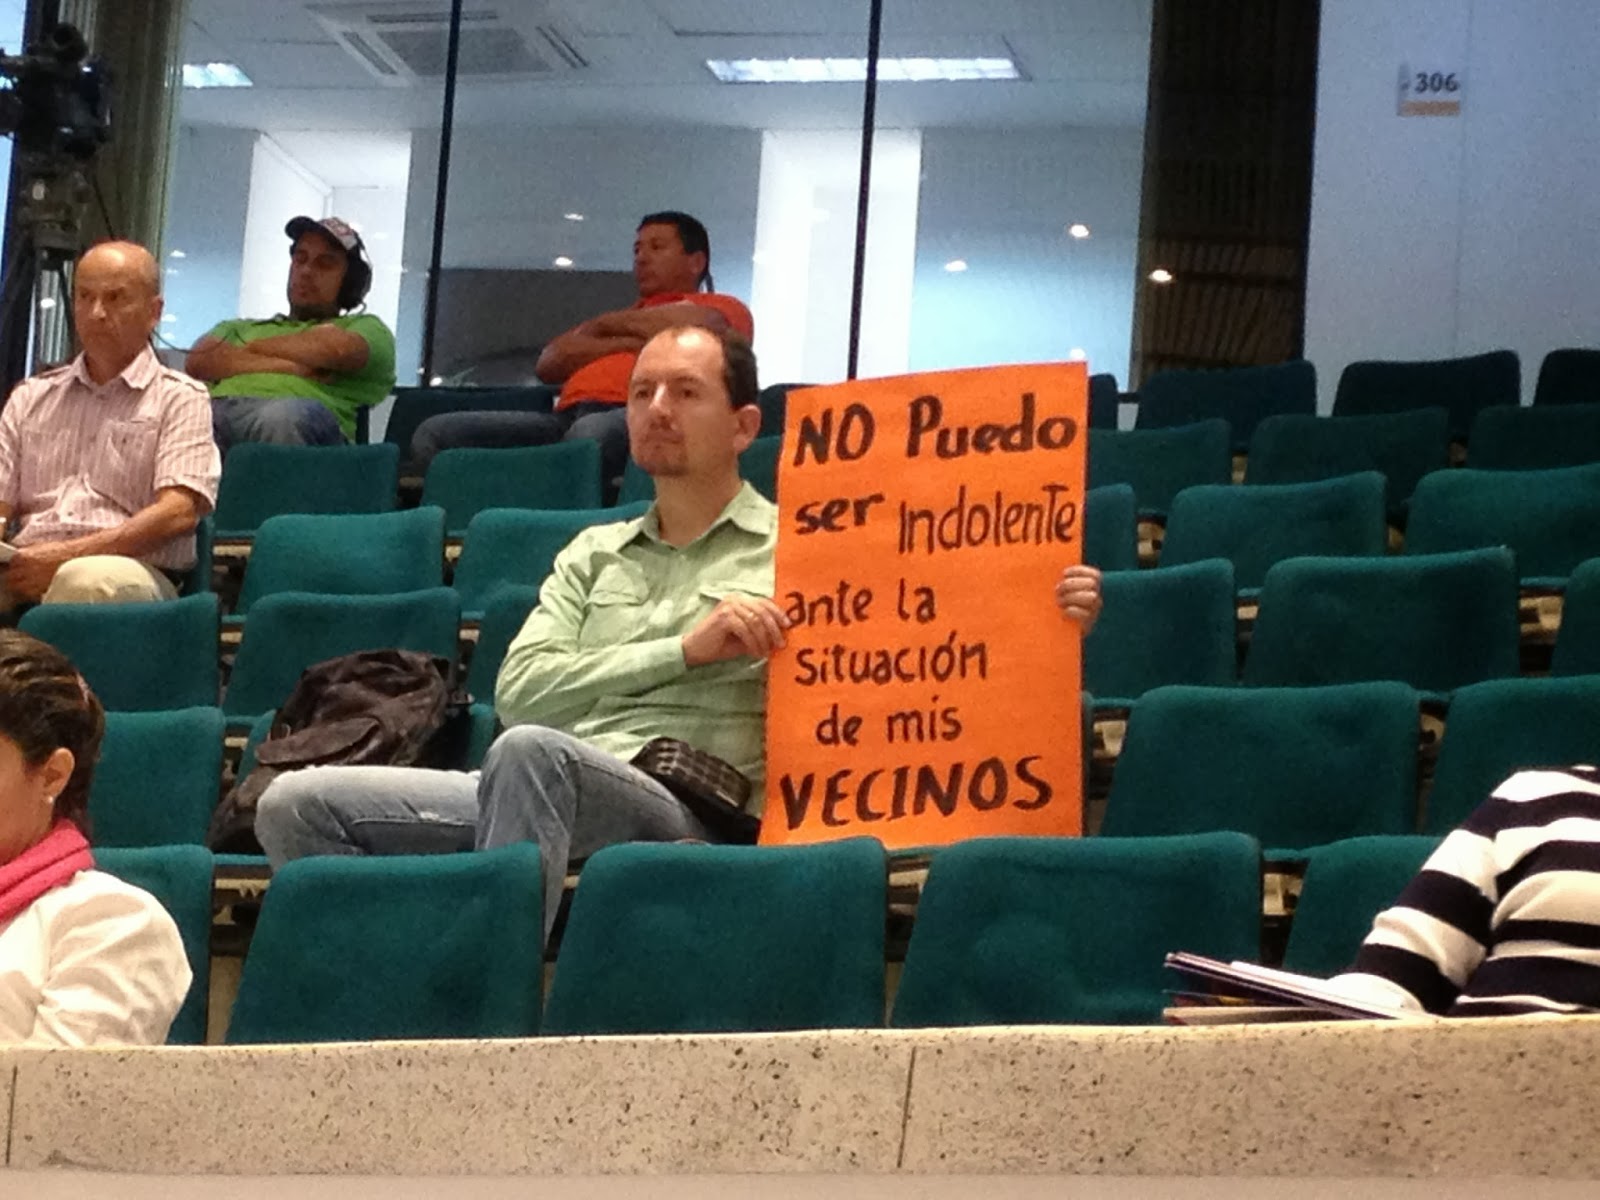 306
NO Puedo
ser Indolente
ante la
situación
de mis
VECINOS